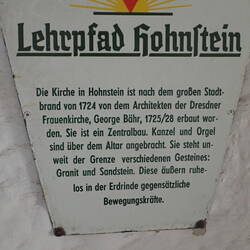 Lehrpfad Hohnstein
Die Kirche in Hohnstein ist nach dem großen Stadt-
brand von 1724 von dem Architekten der Dresdner
Frauenkirche, George Bähr, 1725/28 erbaut wor-
den. Sie ist ein Zentralbau. Kanzel und Orgel
sind über dem Altar angebracht. Sie steht un-
weit der Grenze verschiedenen Gesteines:
Granit und Sandstein. Diese äußern ruhe-
los in der Erdrinde gegensätzliche
Bewegungskräfte.